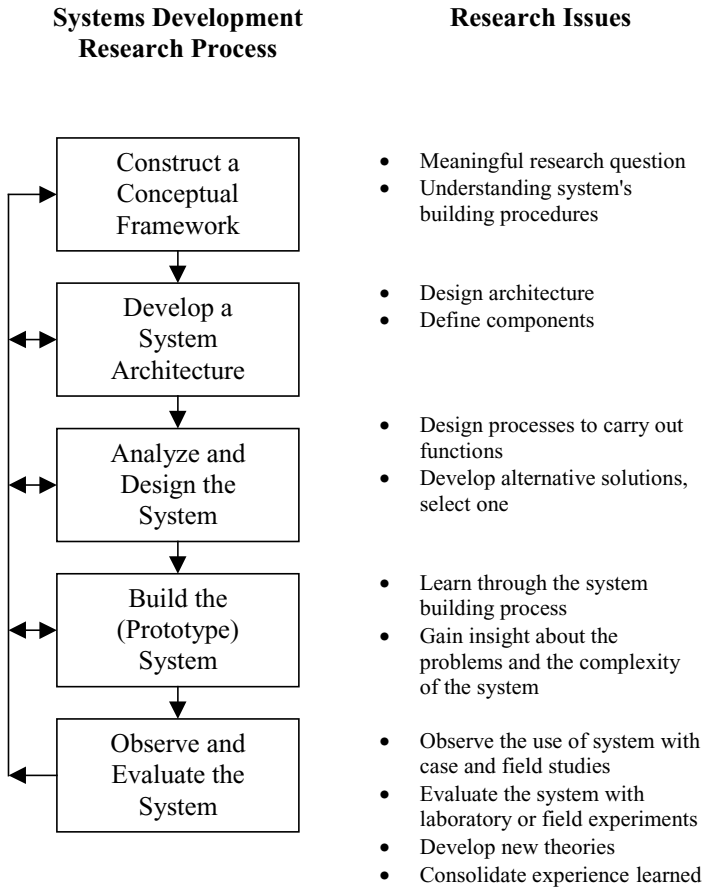 Systems Development
Research Process
Research Issues
Construct a
Conceptual
Framework
• Meaningful research question
• Understanding system's
building procedures
Develop a
System
Architecture
• Design architecture
• Define components
Analyze and
Design the
System
• Design processes to carry out
functions
• Develop alternative solutions,
select one
Build the
(Prototype)
System
• Learn through the system
building process
• Gain insight about the
problems and the complexity
of the system
Observe and
Evaluate the
System
• Observe the use of system with
case and field studies
• Evaluate the system with
laboratory or field experiments
• Develop new theories
• Consolidate experience learned